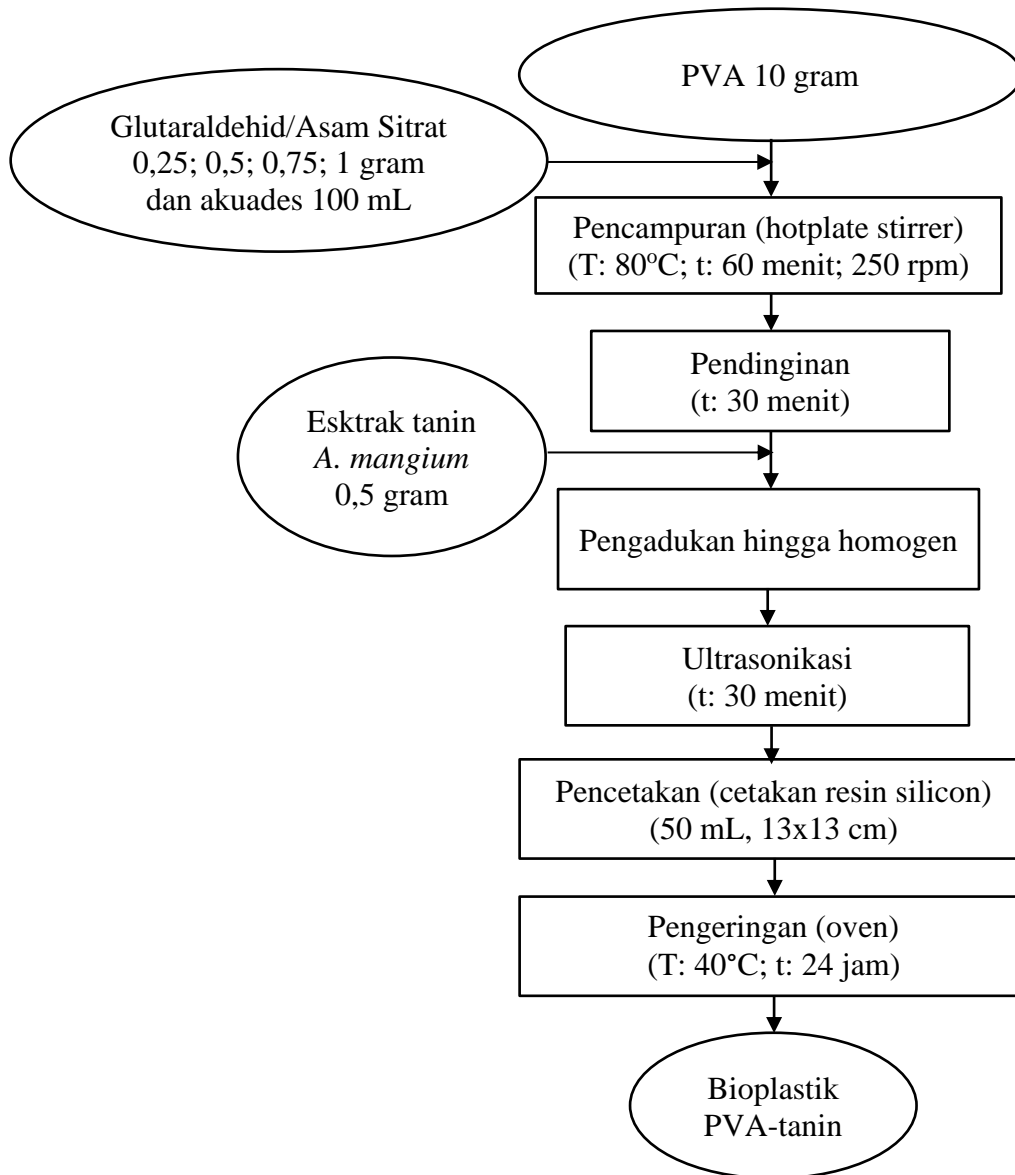 PVA 10 gram
Glutaraldehid/Asam Sitrat
0,25; 0,5; 0,75; 1 gram
dan akuades 100 mL
Pencampuran (hotplate stirrer)
(T: 80°C; t: 60 menit; 250 rpm)
Pendinginan
(t: 30 menit)
Esktrak tanin
A. mangium
0,5 gram
Pengadukan hingga homogen
Ultrasonikasi
(t: 30 menit)
Pencetakan (cetakan resin silicon)
(50 mL, 13x13 cm)
Pengeringan (oven)
(T: 40°C; t: 24 jam)
Bioplastik
PVA-tanin